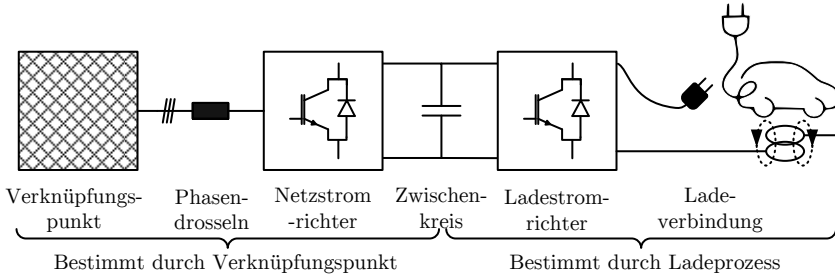 Verknüpfungs-
punkt
Phasen-
drosseln
Netzstrom
-richter
Zwischen-
kreis
Ladestrom-
richter
Lade-
verbindung
Bestimmt durch Verknüpfungspunkt
Bestimmt durch Ladeprozess